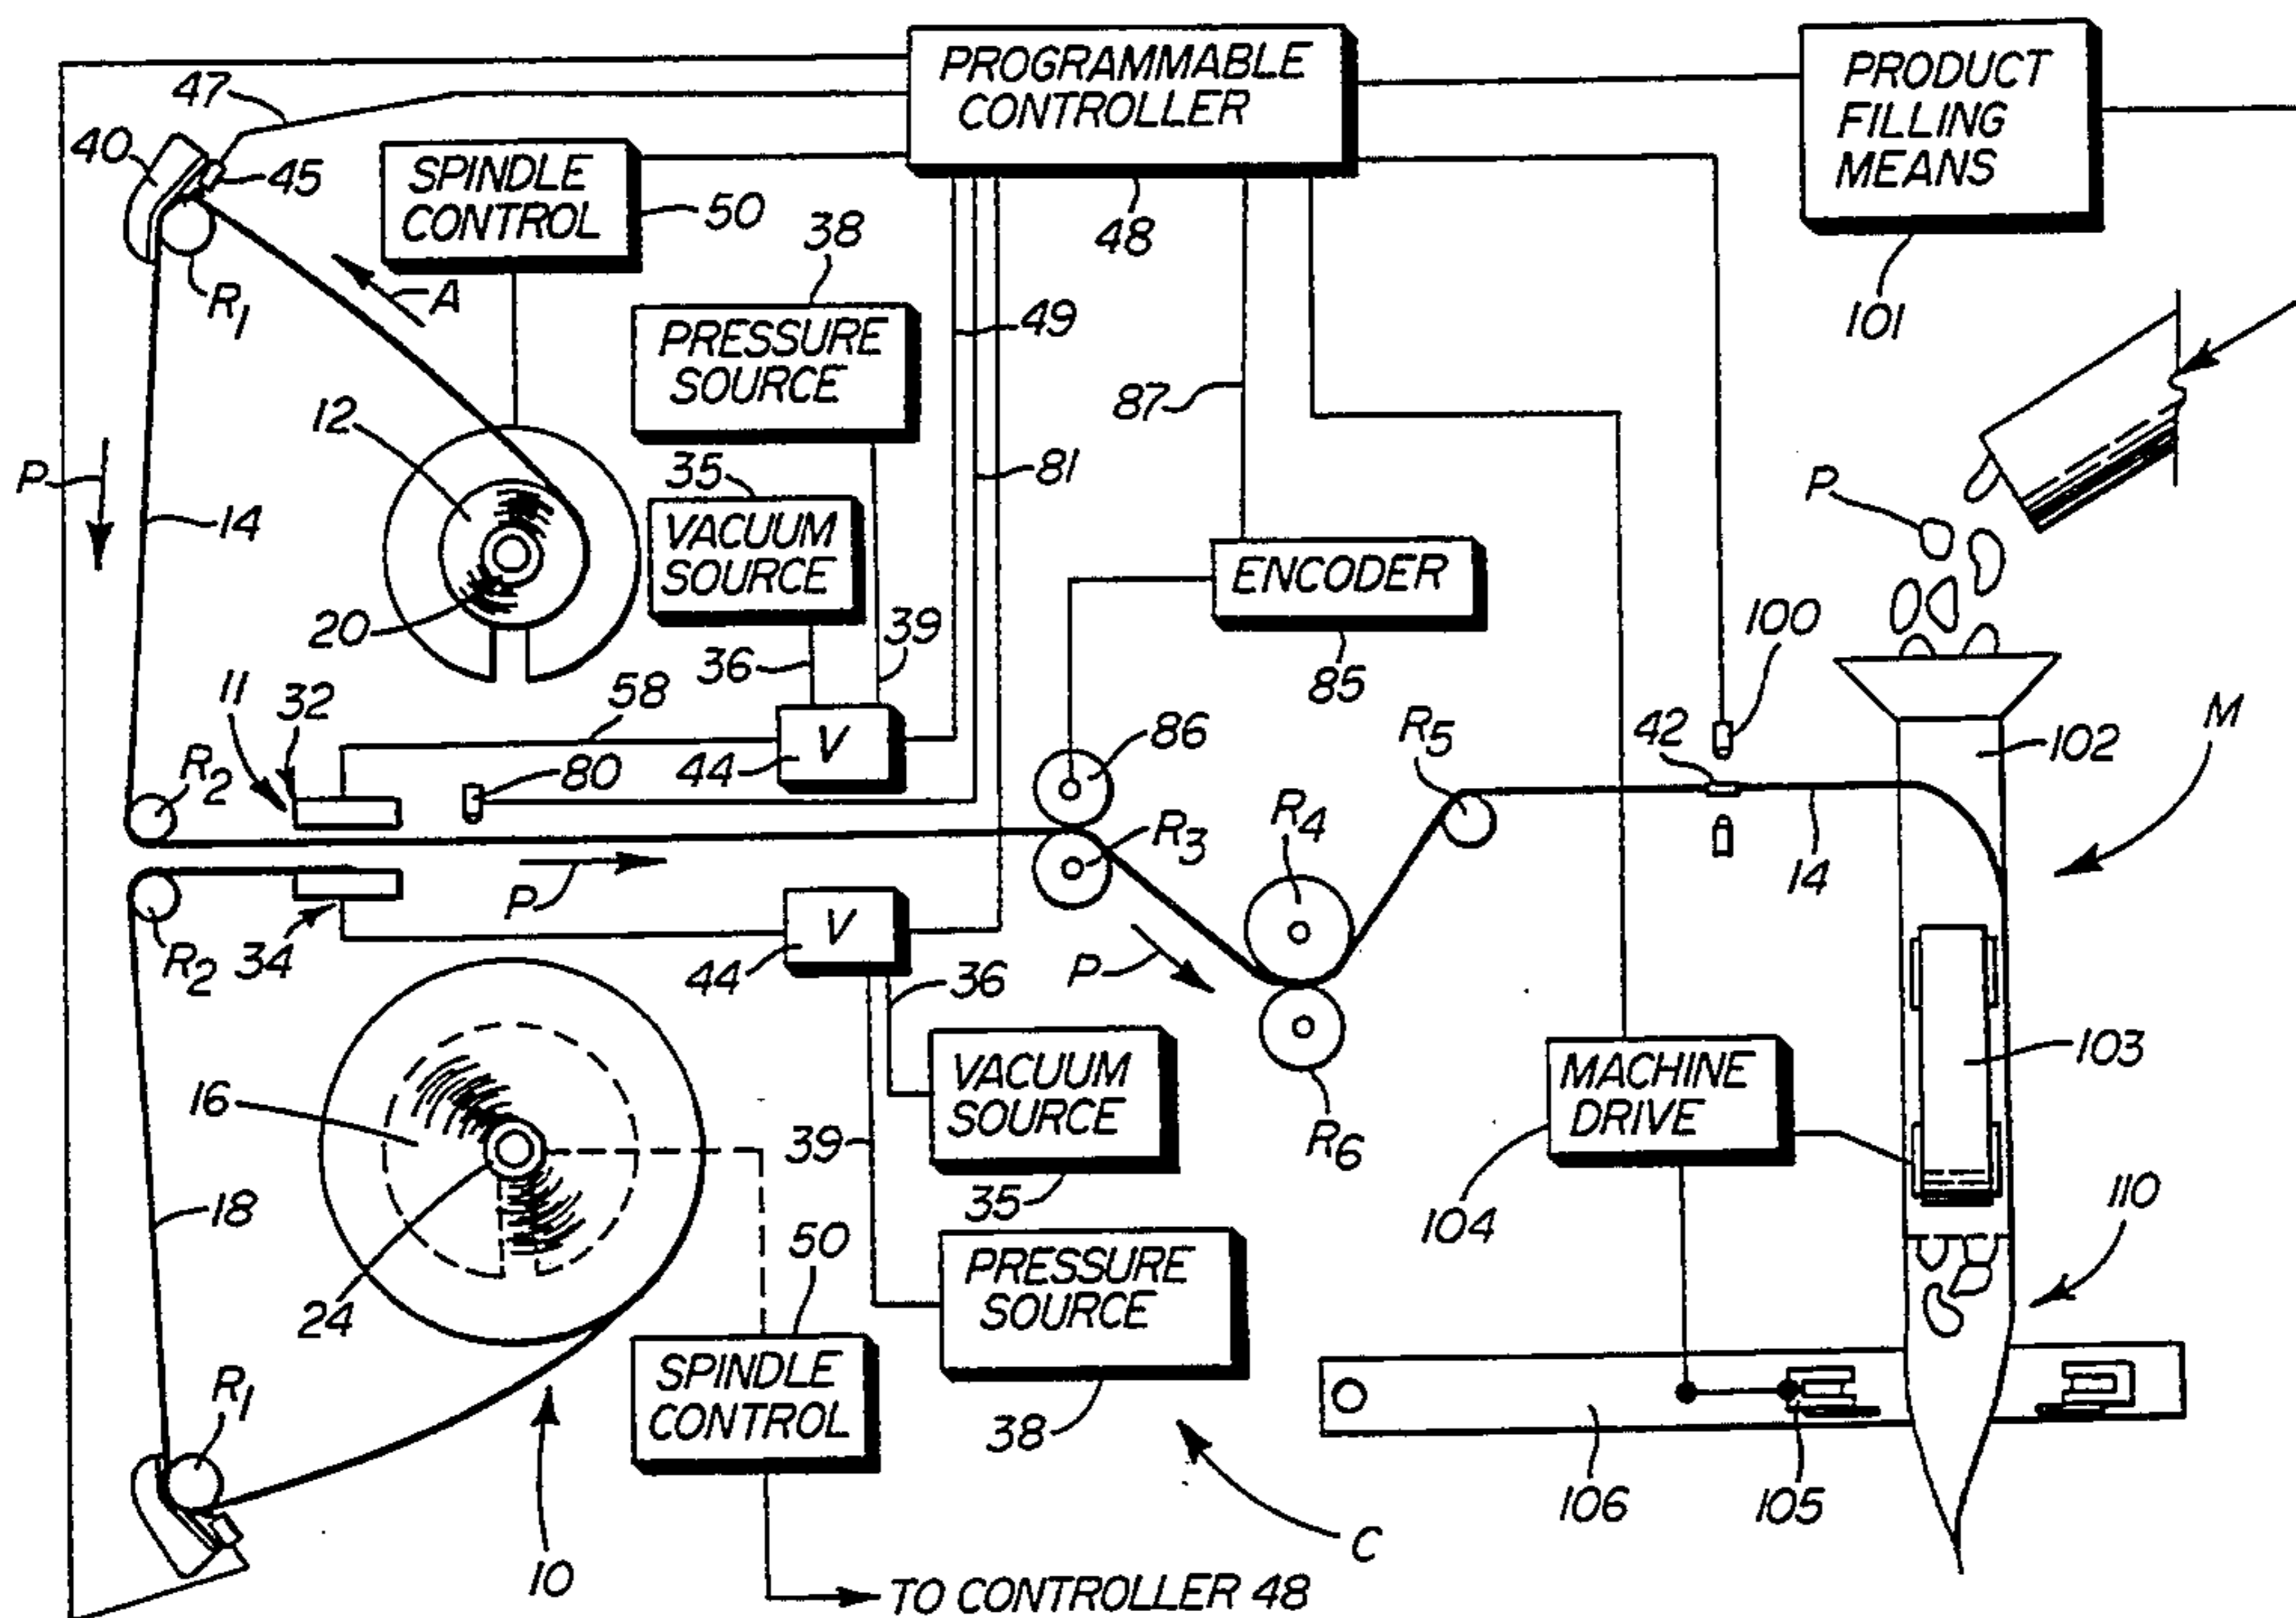 PROGRAMMABLE
CONTROLLER
48
PRODUCT
FILLING
MEANS
101
47
40
45
SPINDLE
CONTROL
50
R1
A
38
PRESSURE
SOURCE
49
87
12
P
14
35
VACUUM
SOURCE
81
P
20
36
39
ENCODER
85
100
11
32
58
V
44
86
R5
42
102
M
R2
80
R3
R4
14
P
R2
34
V
44
36
P
103
16
VACUUM
SOURCE
35
39
R6
MACHINE
DRIVE
104
110
18
24
50
PRESSURE
SOURCE
38
R1
SPINDLE
CONTROL
106
105
10
C
TO CONTROLLER 48